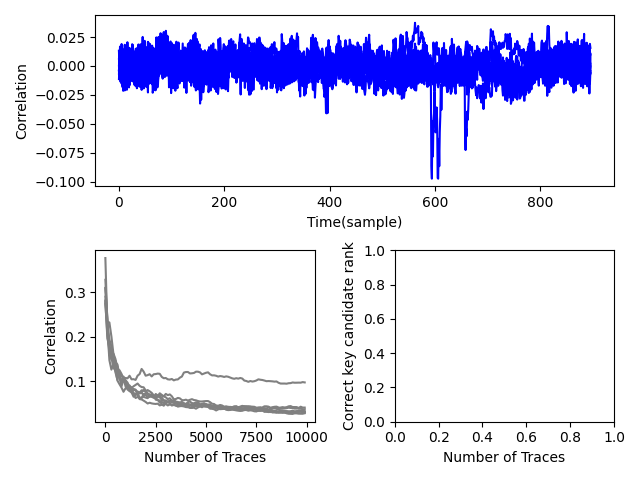 0.025
0.000
−0.025
−0.050
−0.075
−0.100
Correlation
0 200 400 600 800
Time(sample)
0.3
0.2
0.1
Correlation
0 2500 5000 7500 10000
Number of Traces
1.0
0.8
0.6
0.4
0.2
0.0
Correct key candidate rank
0.0 0.2 0.4 0.6 0.8 1.0
Number of Traces